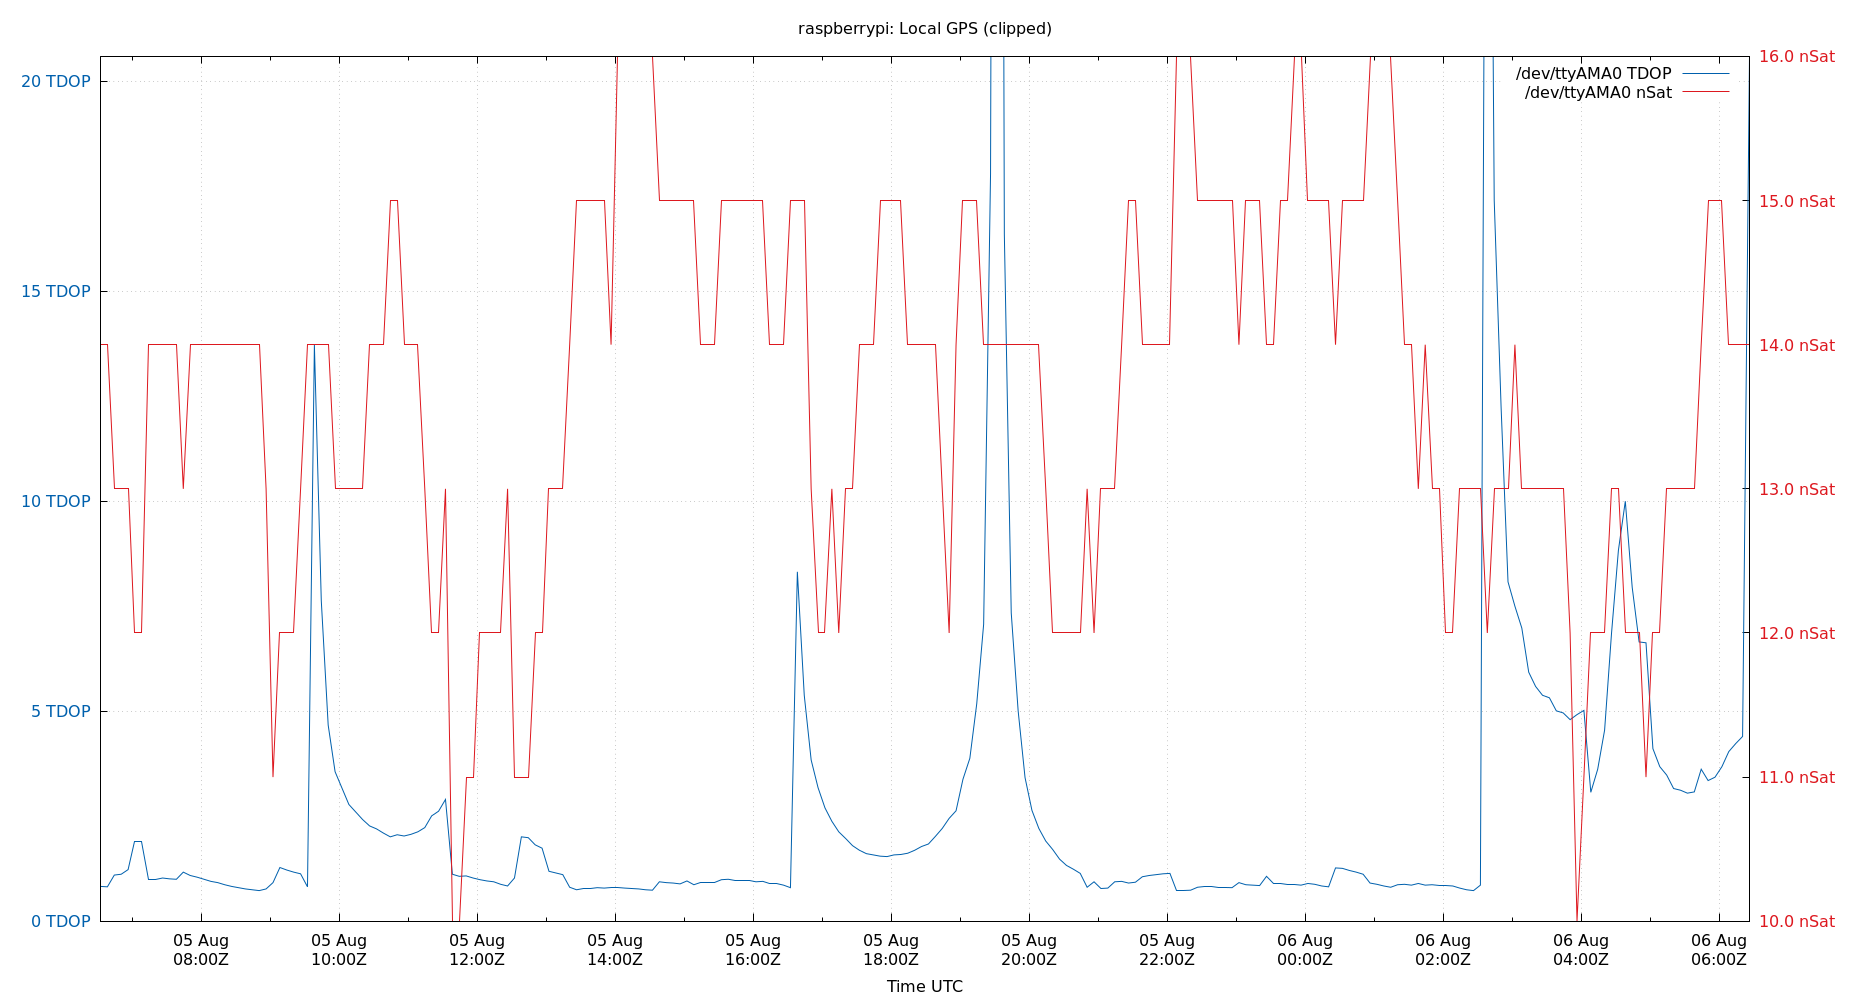 raspberrypi: Local GPS (clipped)
20 TDOP
15 TDOP
10 TDOP
5 TDOP
0 TDOP
16.0 nSat
15.0 nSat
14.0 nSat
13.0 nSat
12.0 nSat
11.0 nSat
10.0 nSat
/dev/ttyAMA0 TDOP
/dev/ttyAMA0 nSat
05 Aug 05 Aug 05 Aug 05 Aug 05 Aug 05 Aug 05 Aug 05 Aug 06 Aug 06 Aug 06 Aug 06 Aug
08:00Z 10:00Z 12:00Z 14:00Z 16:00Z 18:00Z 20:00Z 22:00Z 00:00Z 02:00Z 04:00Z 06:00Z
Time UTC